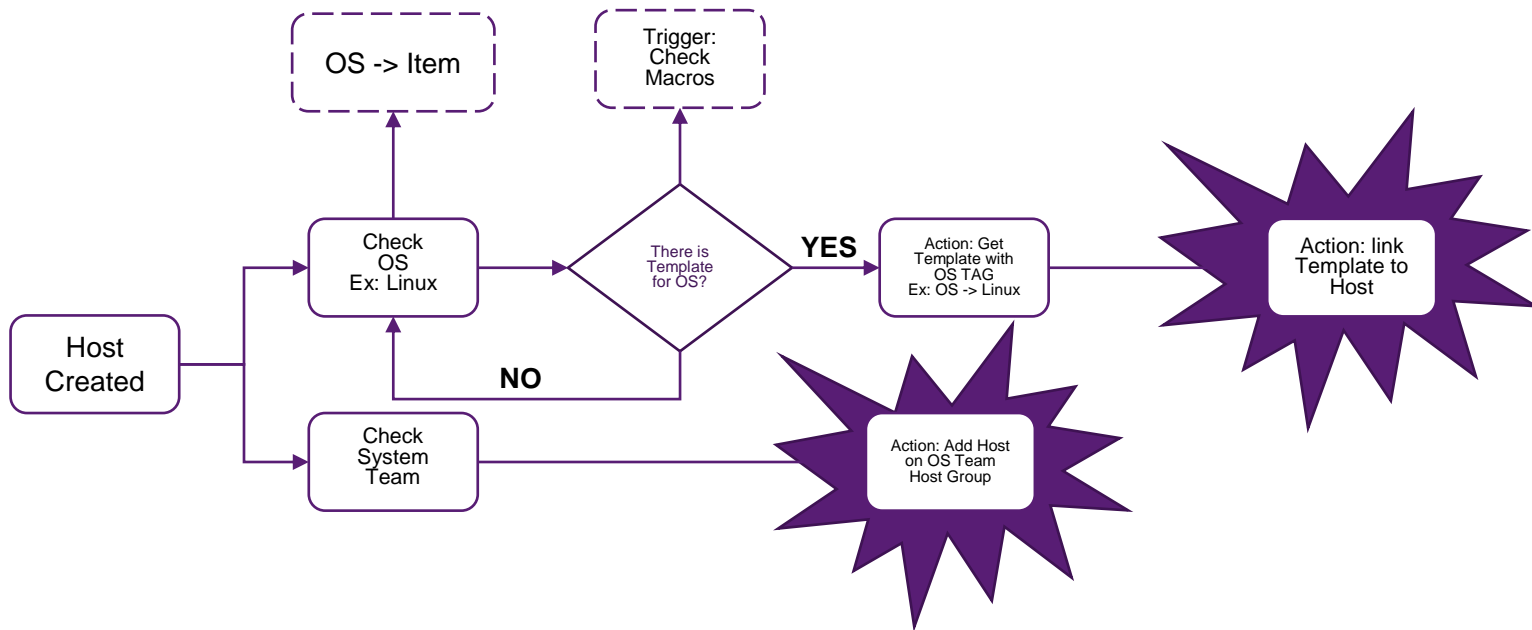 OS -> Item
Trigger:
Check
Macros
Check
OS
Ex: Linux
There is
Template
for OS?
YES
Action: Get
Template with
OS TAG
Ex: OS -> Linux
Action: link
Template to
Host
Host
Created
NO
Check
System
Team
Action: Add Host
on OS Team
Host Group